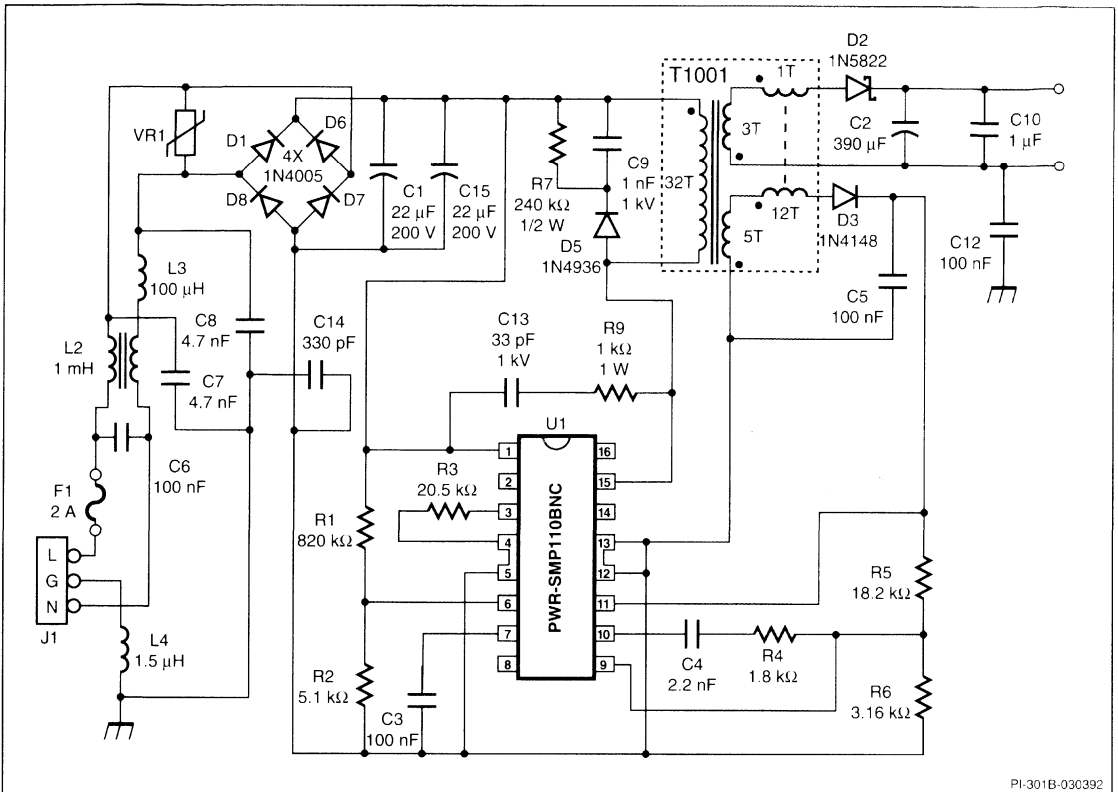 D2
1N5822
T1001
1T
VR1
D1
D6
4X
1N4005
D8
D7
C1
22 µF
200 V
C15
22 µF
200 V
R7
240 kΩ
1/2 W
C9
1 nF
1 kV
D5
1N4936
32T
3T
C2
390 µF
C10
1 µF
5T
12T
D3
1N4148
C12
100 nF
C5
100 nF
L3
100 µH
C8
4.7 nF
C14
330 pF
L2
1 mH
C7
4.7 nF
C13
33 pF
1 kV
R9
1 kΩ
1 W
C6
100 nF
F1
2 A
U1
PWR-SMP110BNC
1
2
3
4
5
6
7
8
16
15
14
13
12
11
10
9
R3
20.5 kΩ
R1
820 kΩ
L
G
N
J1
L4
1.5 µH
R2
5.1 kΩ
C3
100 nF
C4
2.2 nF
R4
1.8 kΩ
R5
18.2 kΩ
R6
3.16 kΩ
PI-301B-030392